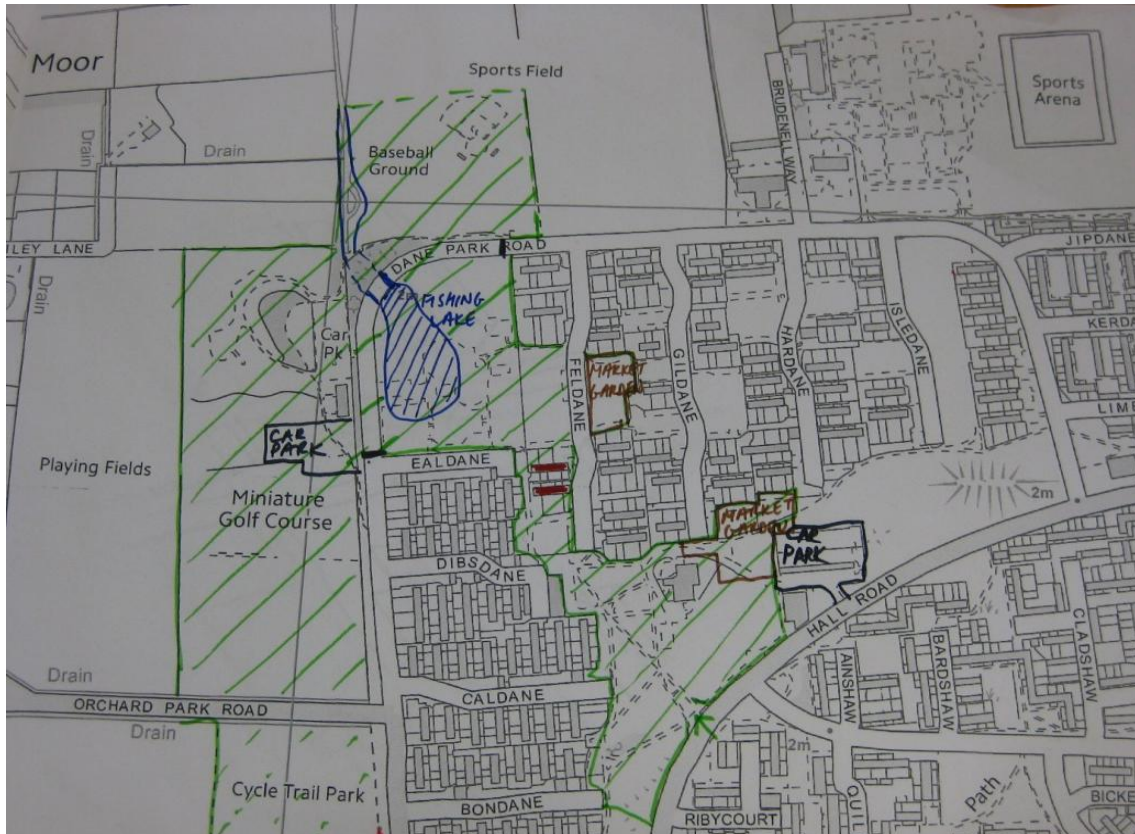 Moor
Sports Field
Sports
Arena
BRUDENELL WAY
Drain
Drain
Baseball
Ground
ILEY LANE
DANE PARK ROAD
JIPDANE
Drain
2m
FISHING
LAKE
Car
Pk
ISLEDANE
KERDA
HARDANE
GILDANE
FELDANE
MARKET
GARDEN
LIME
CAR
PARK
EALDANE
Playing Fields
Miniature
Golf Course
2m
MARKET
GARDEN
CAR
PARK
DIBSDANE
HALL ROAD
CLADSHAW
BARDSHAW
AINSHAW
Drain
CALDANE
ORCHARD PARK ROAD
Drain
2m
Cycle Trail Park
Path
QUIL
BONDANE
RIBYCOURT
BICKE